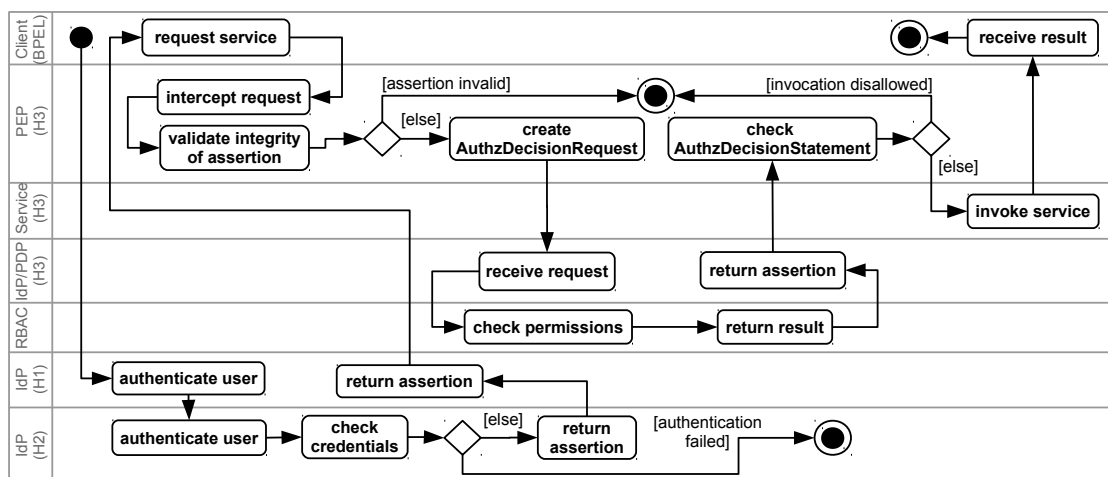 Client
(BPEL)
request service
receive result
PEP
(H3)
intercept request
validate integrity
of assertion
[assertion invalid]
[else]
create
AuthzDecisionRequest
[invocation disallowed]
check
AuthzDecisionStatement
[else]
Service
(H3)
invoke service
IdP/PDP
(H3)
receive request
return assertion
RBAC
check permissions
return result
IdP
(H1)
authenticate user
return assertion
IdP
(H2)
authenticate user
check
credentials
[else]
return
assertion
[authentication
failed]